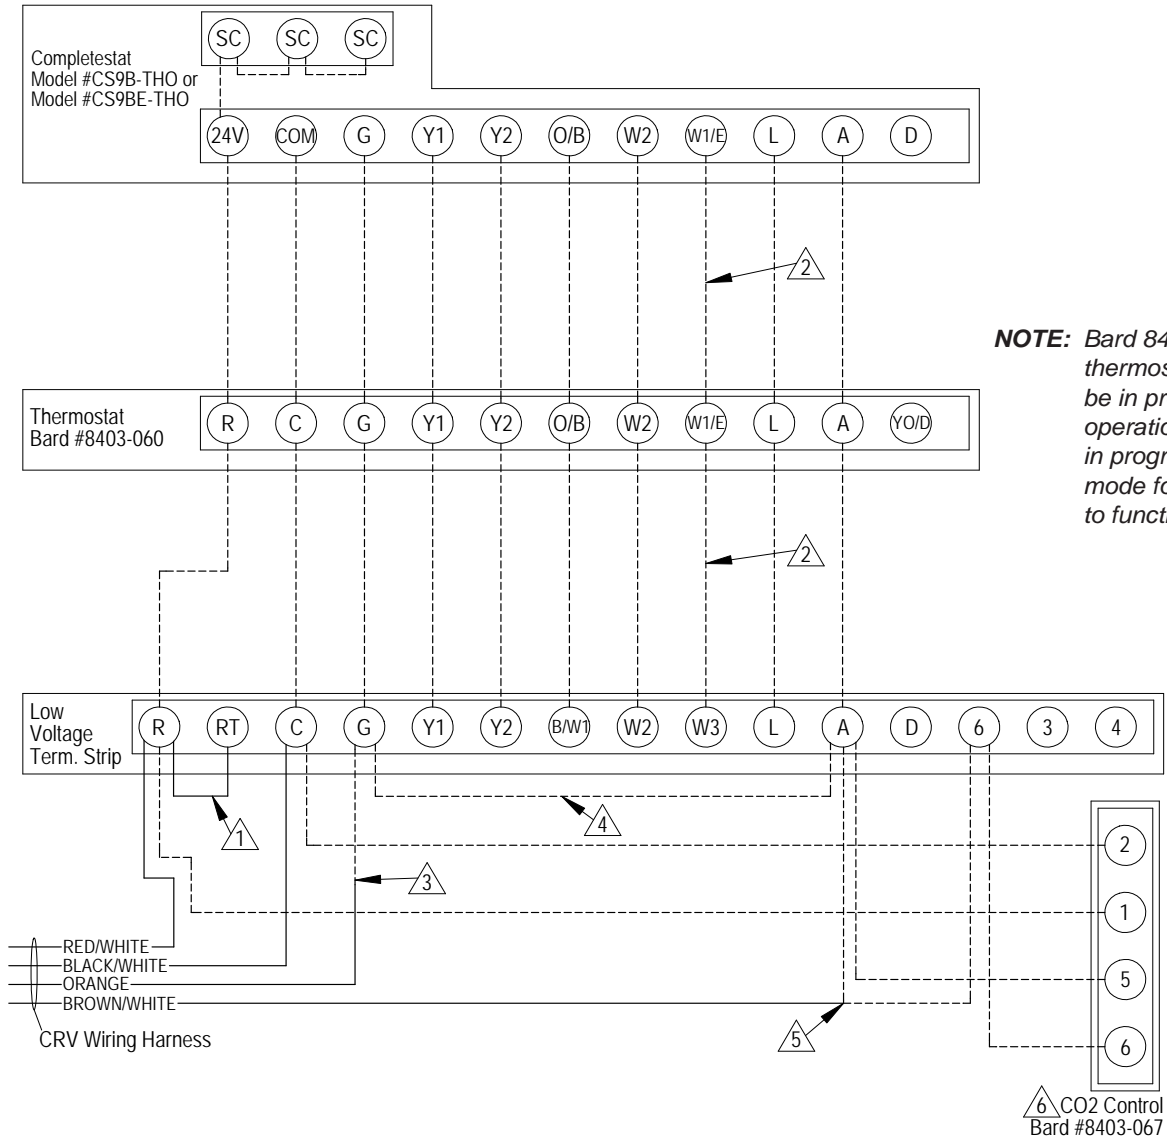 SC SC SC
Completestat
Model #CS9B-THO or
Model #CS9BE-THO
24V COM G Y1 Y2 O/B W2 W1/E L A D
2
NOTE: Bard 84
thermos
be in pr
operatio
in progr
mode fo
to functi
Thermostat
Bard #8403-060
R C G Y1 Y2 O/B W2 W1/E L A YO/D
2
Low
Voltage
Term. Strip
R RT C G Y1 Y2 B/W1 W2 W3 L A D 6 3 4
1
4
2
3
1
RED/WHITE
BLACK/WHITE
ORANGE
BROWN/WHITE
5
CRV Wiring Harness
5
6
6 CO2 Control
Bard #8403-067